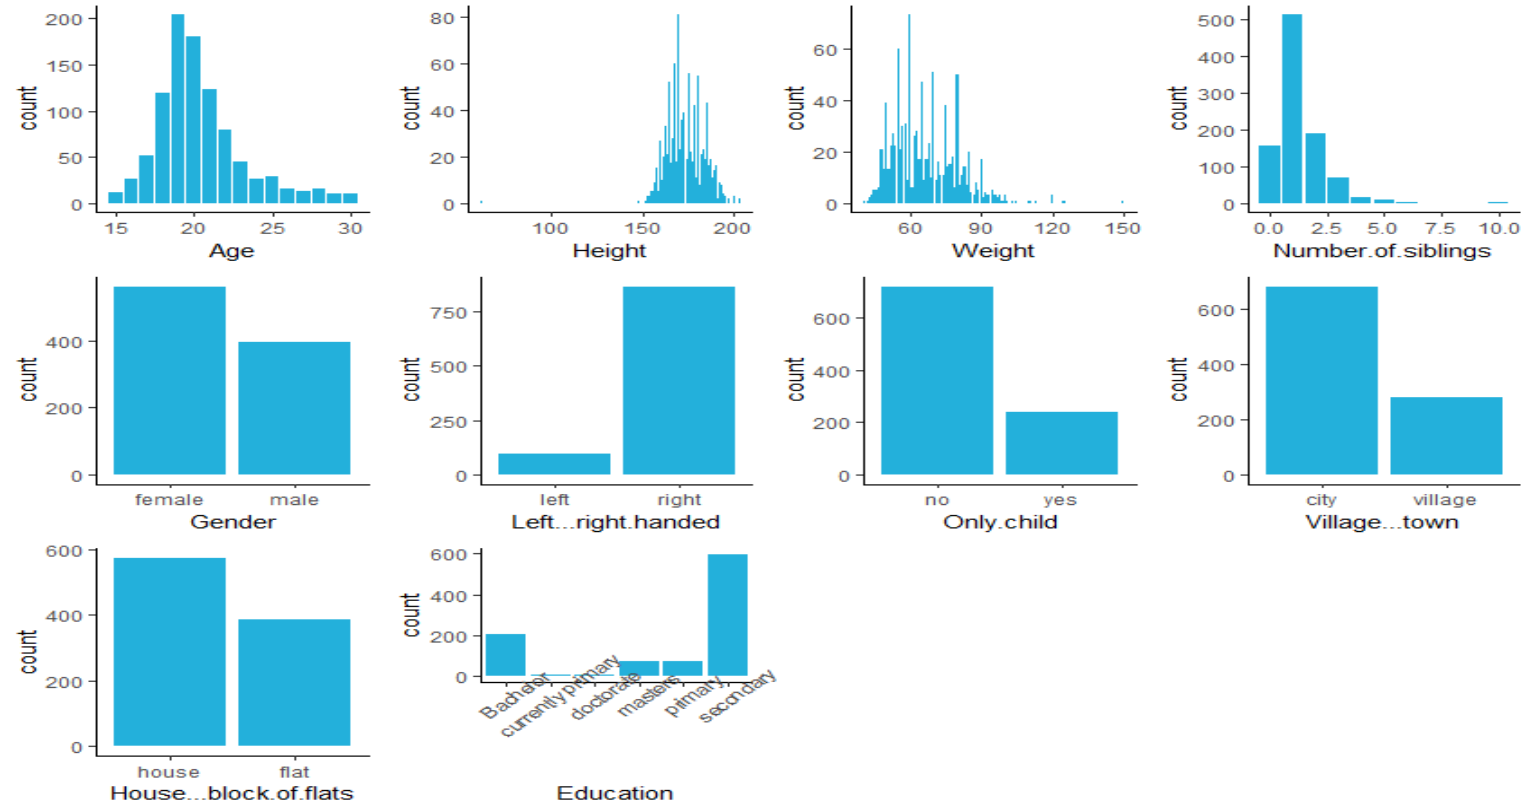 count
200
150
100
50
0
15 20 25 30
Age
count
80
60
40
20
0
100 150 200
Height
count
60
40
20
0
60 90 120 150
Weight
count
500
400
300
200
100
0
0.0 2.5 5.0 7.5 10.0
Number.of.siblings
count
400
200
0
female male
Gender
count
750
500
250
0
left right
Left...right.handed
count
600
400
200
0
no yes
Only.child
count
600
400
200
0
city village
Village...town
count
600
400
200
0
house flat
House...block.of.flats
count
600
400
200
0
Bachelor
currently primary
doctorate
masters
primary
secondary
Education